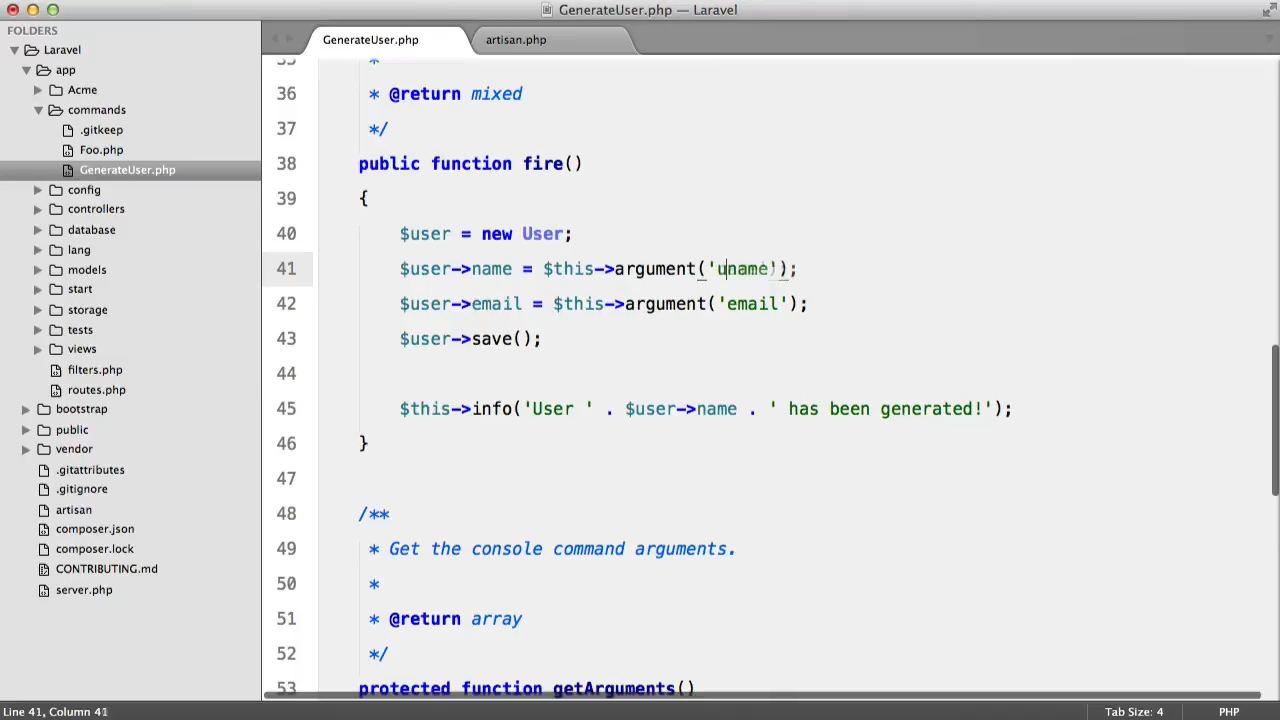 GenerateUser.php — Laravel
FOLDERS
Laravel
app
Acme
commands
.gitkeep
Foo.php
GenerateUser.php
config
controllers
database
lang
models
start
storage
tests
views
filters.php
routes.php
bootstrap
public
vendor
.gitattributes
.gitignore
artisan
composer.json
composer.lock
CONTRIBUTING.md
server.php
GenerateUser.php
artisan.php
35 *
36 * @return mixed
37 */
38 public function fire()
39 {
40 $user = new User;
41 $user->name = $this->argument('uname');
42 $user->email = $this->argument('email');
43 $user->save();
44
45 $this->info('User ' . $user->name . ' has been generated!');
46 }
47
48 /**
49 * Get the console command arguments.
50 *
51 * @return array
52 */
53 protected function getArguments()
Line 41, Column 41
Tab Size: 4
PHP